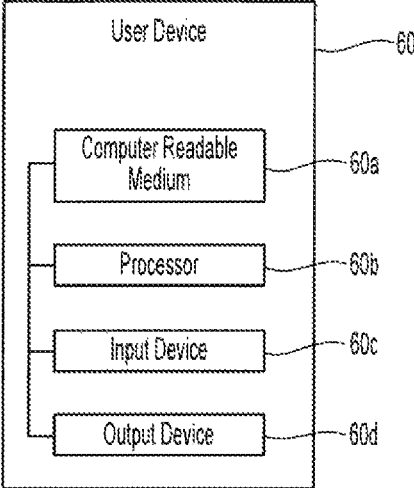 User Device
60
Computer Readable
Medium
60a
Processor
60b
Input Device
60c
Output Device
60d